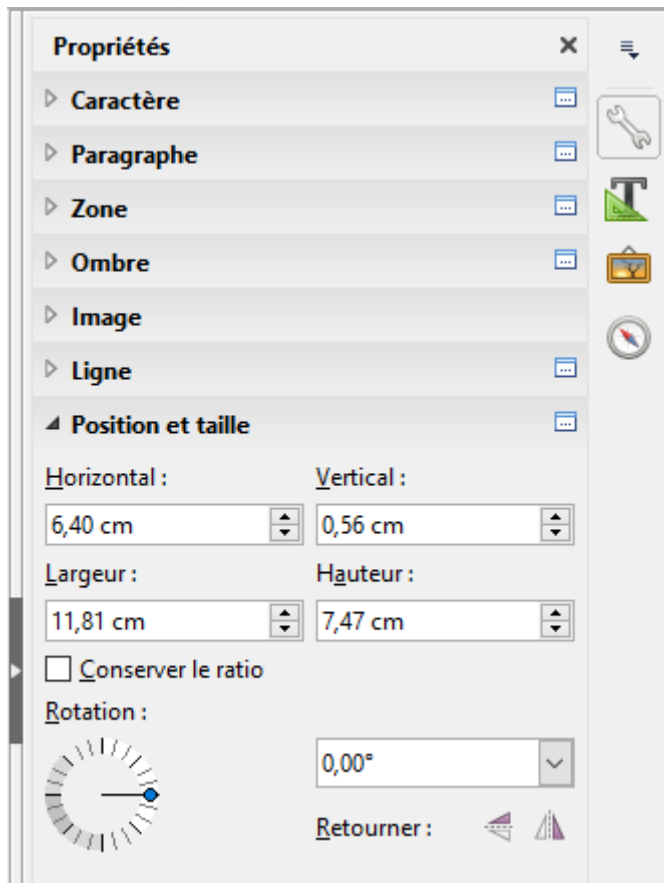 Propriétés
Caractère
Paragraphe
Zone
Ombre
Image
Ligne
Position et taille
Horizontal : Vertical :
6,40 cm 0,56 cm
Largeur : Hauteur :
11,81 cm 7,47 cm
Conserver le ratio
Rotation :
0,00°
Retourner :